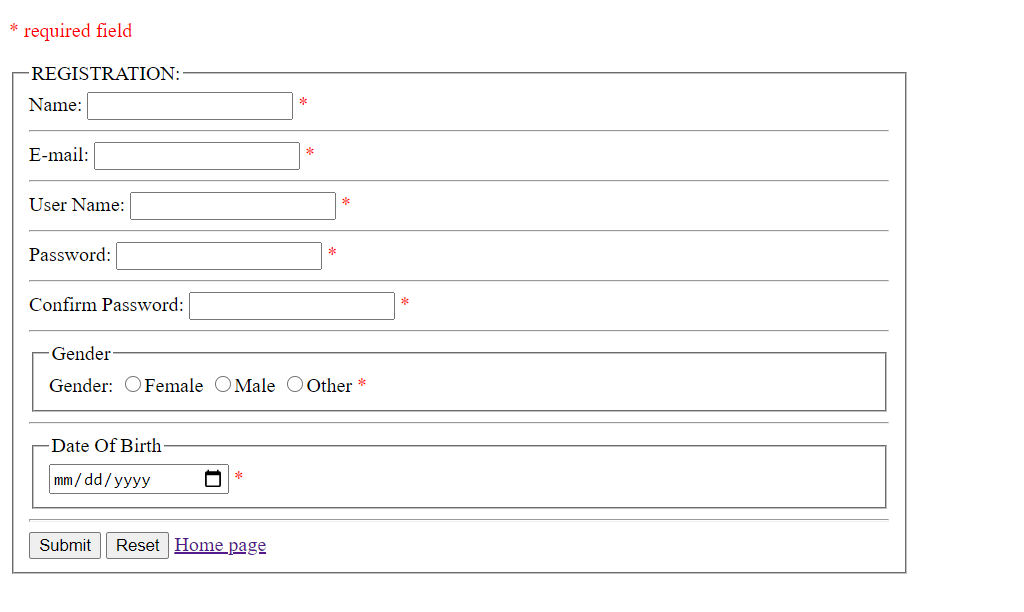 * required field
REGISTRATION:
Name: *
E-mail: *
User Name: *
Password: *
Confirm Password: *
Gender
Gender: Female Male Other *
Date Of Birth
mm/dd/yyyy *
Submit Reset Home page